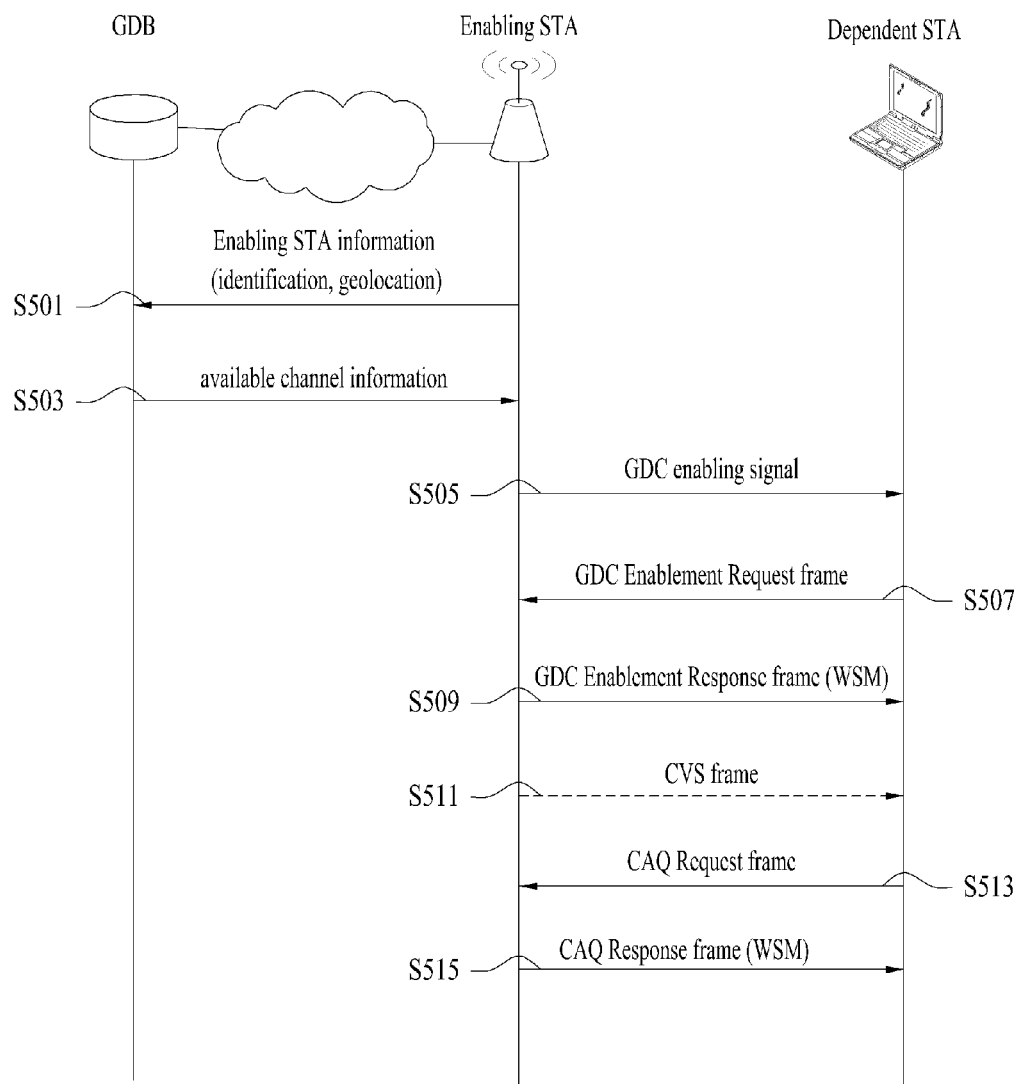 GDB
Enabling STA
Dependent STA
Enabling STA information
(identification, geolocation)
S501
available channel information
S503
GDC enabling signal
S505
GDC Enablement Request frame
S507
GDC Enablement Response frame (WSM)
S509
CVS frame
S511
CAQ Request frame
S513
CAQ Response frame (WSM)
S515